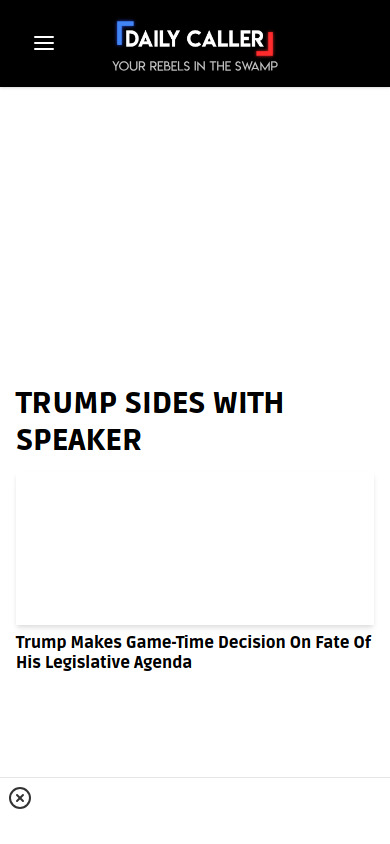 DAILY CALLER
YOUR REBELS IN THE SWAMP
TRUMP SIDES WITH
SPEAKER
Trump Makes Game-Time Decision On Fate Of
His Legislative Agenda